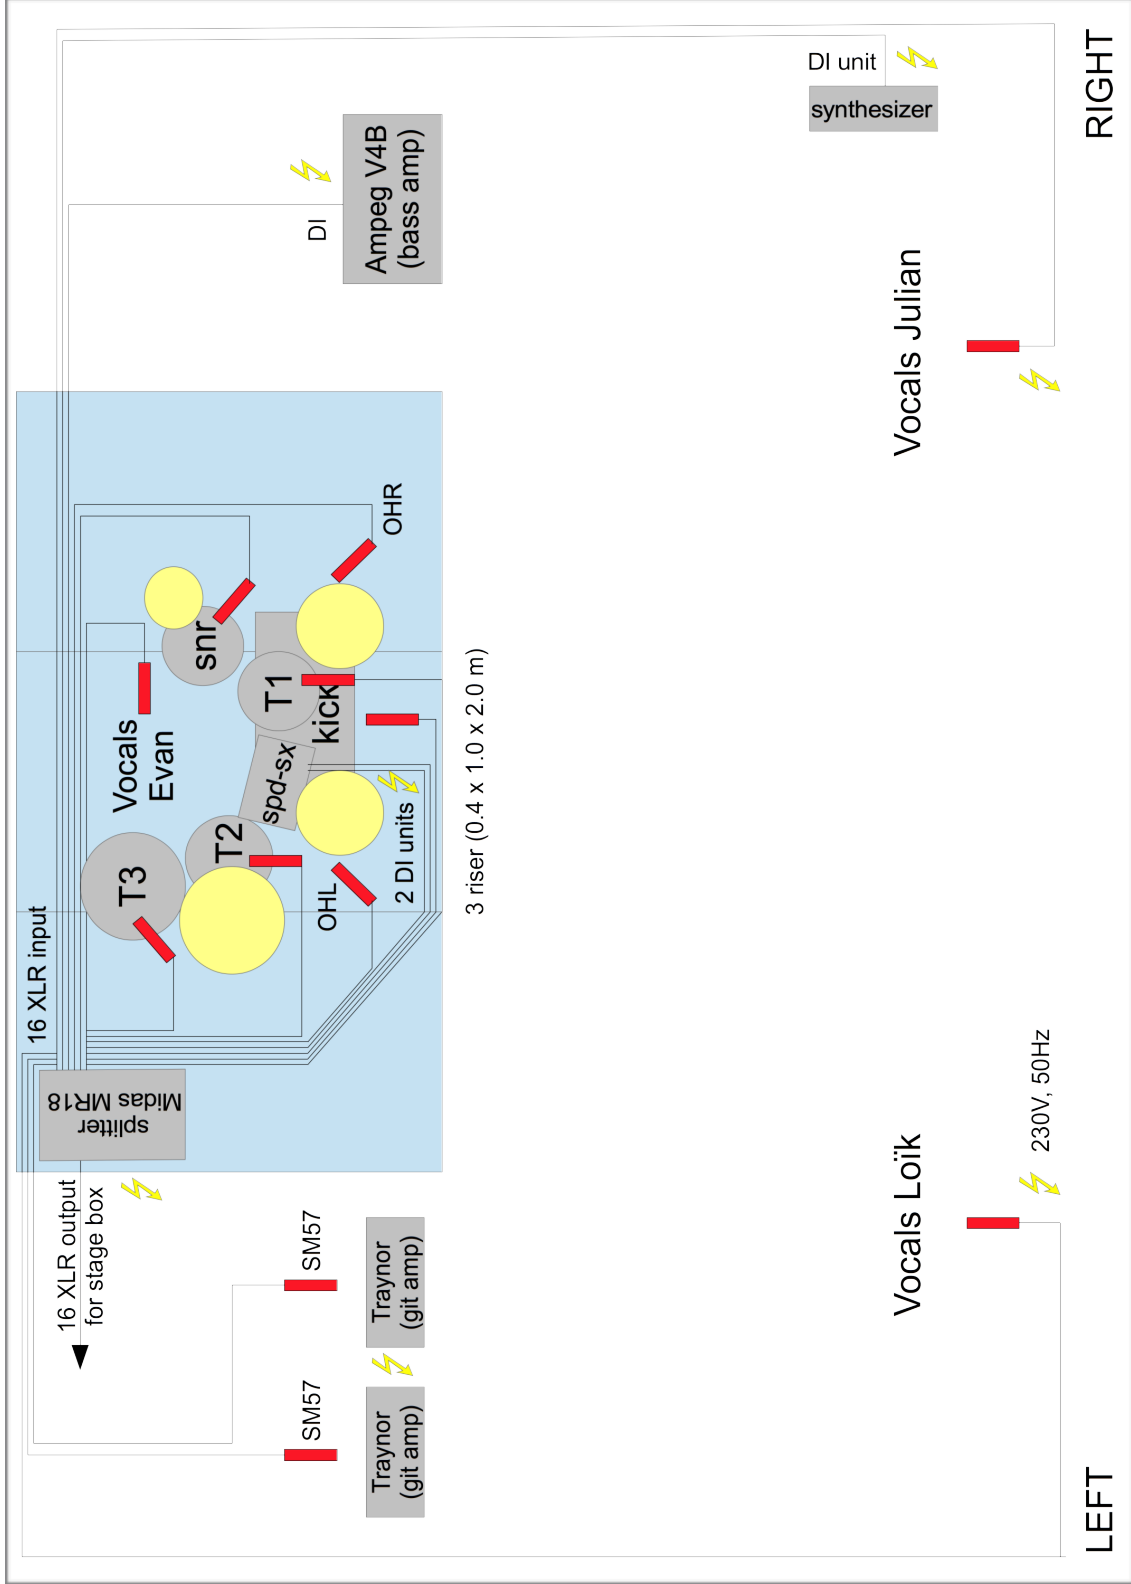 16 XLR output
for stage box
splitter
Midas MR18
16 XLR input
T3
Vocals
Evan
snr
T2
spd-sx
T1
kick
OHL
OHR
2 DI units
3 riser (0.4 x 1.0 x 2.0 m)
SM57
SM57
Traynor
(git amp)
Traynor
(git amp)
DI
Ampeg V4B
(bass amp)
DI unit
synthesizer
Vocals Loïk
230V, 50Hz
Vocals Julian
LEFT
RIGHT